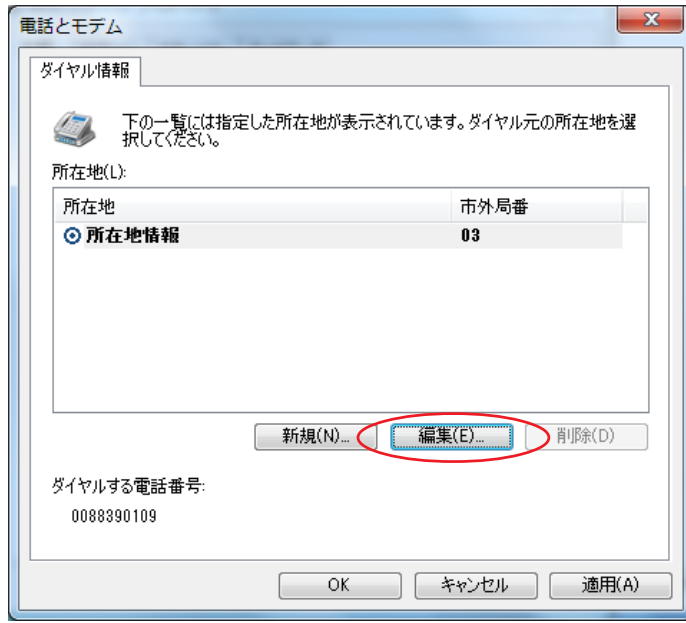 電話とモデム
ダイヤル情報
下の一覧には指定した所在地が表示されています。ダイヤル元の所在地を選
択してください。
所在地(L):
所在地 市外局番
所在地情報 03
新規(N)... 編集(E)... 削除(D)
ダイヤルする電話番号:
0088390109
OK キャンセル 適用(A)